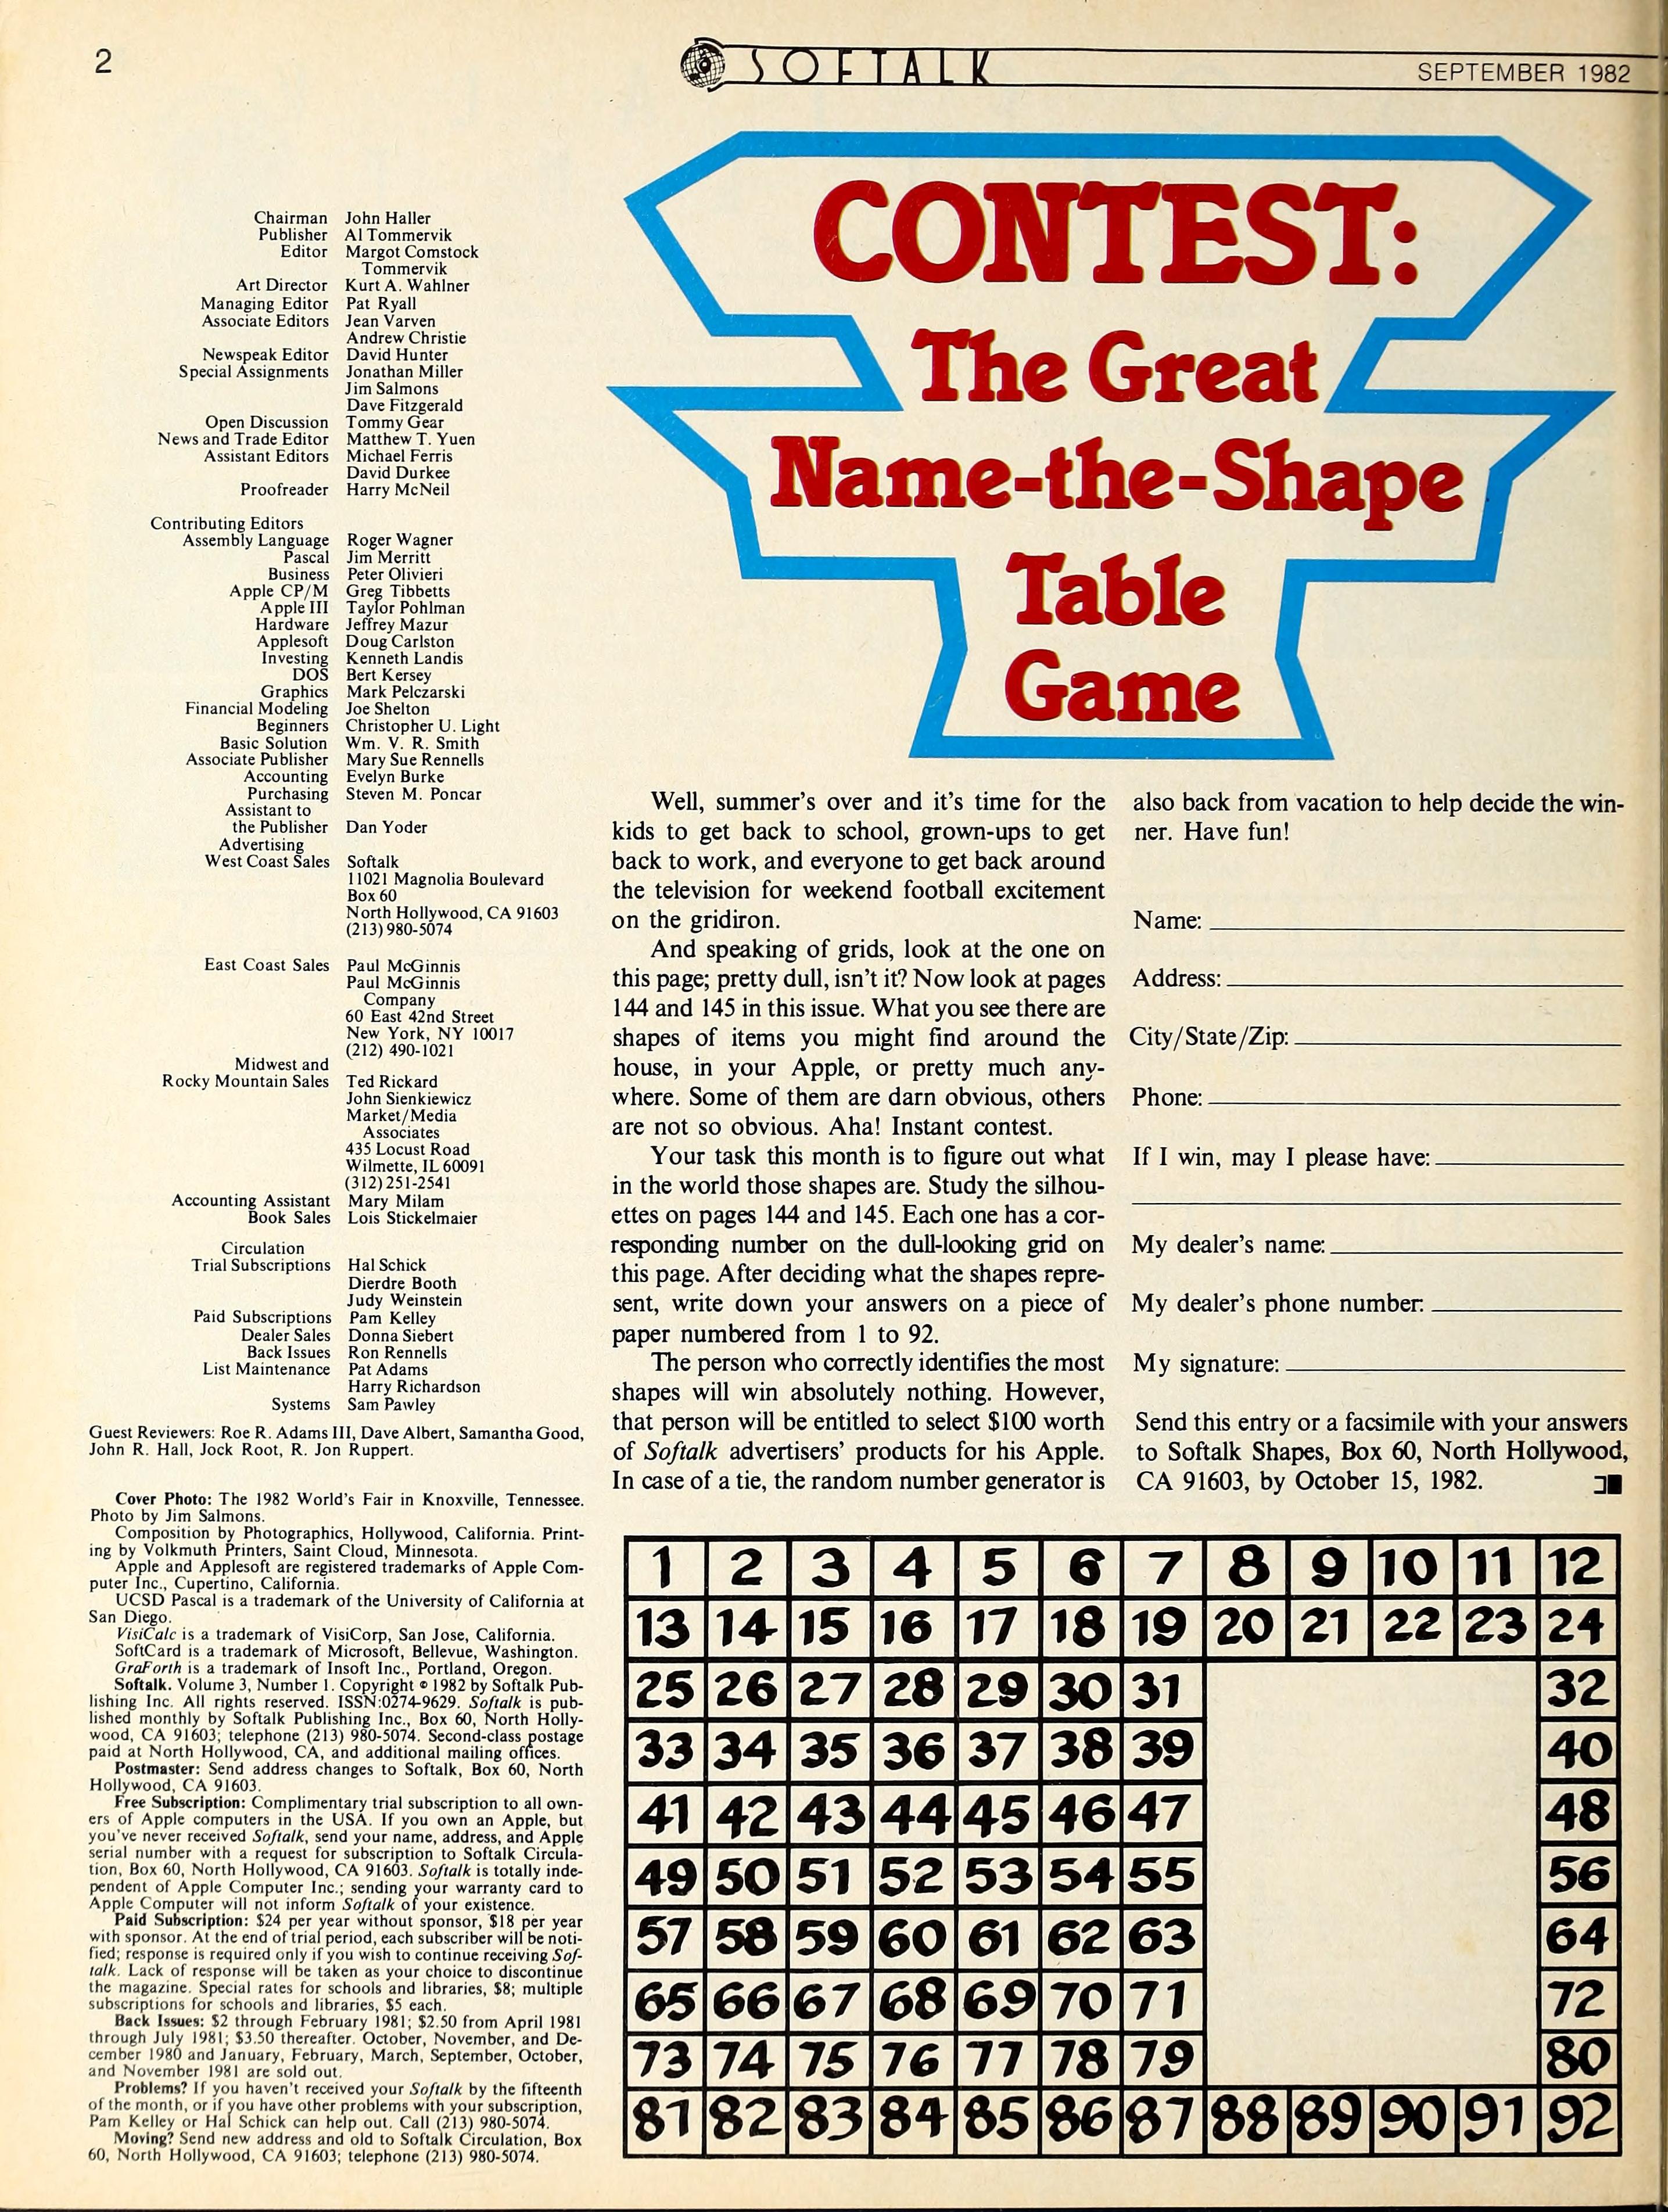 2
SOFTALK
SEPTEMBER 1982
Chairman John Haller
Publisher Al Tommervik
Editor Margot Comstock
Tommervik
Art Director Kurt A. Wahlner
Managing Editor Pat Ryall
Associate Editors Jean Varven
Andrew Christie
Newspeak Editor David Hunter
Special Assignments Jonathan Miller
Jim Salmons
Dave Fitzgerald
Open Discussion Tommy Gear
News and Trade Editor Matthew T. Yuen
Assistant Editors Michael Ferris
David Durkee
Proofreader Harry McNeil
Contributing Editors
Assembly Language Roger Wagner
Pascal Jim Merritt
Business Peter Olivieri
Apple CP/M Greg Tibbetts
Apple III Taylor Pohlman
Hardware Jeffrey Mazur
Applesoft Doug Carlston
Investing Kenneth Landis
DOS Bert Kersey
Graphics Mark Pelczarski
Financial Modeling Joe Shelton
Beginners Christopher U. Light
Basic Solution Wm. V. R. Smith
Associate Publisher Mary Sue Rennells
Accounting Evelyn Burke
Purchasing Steven M. Poncar
Assistant to
the Publisher Dan Yoder
Advertising
West Coast Sales Softalk
11021 Magnolia Boulevard
Box 60
North Hollywood, CA 91603
(213) 980-5074
East Coast Sales Paul McGinnis
Paul McGinnis
Company
60 East 42nd Street
New York, NY 10017
(212) 490-1021
Midwest and
Rocky Mountain Sales Ted Rickard
John Sienkiewicz
Market/Media
Associates
435 Locust Road
Wilmette, IL 60091
(312) 251-2541
Accounting Assistant Mary Milam
Book Sales Lois Stickelmaier
Circulation
Trial Subscriptions Hal Schick
Dierdre Booth
Judy Weinstein
Paid Subscriptions Pam Kelley
Dealer Sales Donna Siebert
Back Issues Ron Rennells
List Maintenance Pat Adams
Harry Richardson
Systems Sam Pawley
Guest Reviewers: Roe R. Adams III, Dave Albert, Samantha Good,
John R. Hall, Jock Root, R. Jon Ruppert.
Cover Photo: The 1982 World's Fair in Knoxville, Tennessee.
Photo by Jim Salmons.
Composition by Photographics, Hollywood, California. Print-
ing by Volkmuth Printers, Saint Cloud, Minnesota.
Apple and Applesoft are registered trademarks of Apple Com-
puter Inc., Cupertino, California.
UCSD Pascal is a trademark of the University of California at
San Diego.
VisiCalc is a trademark of VisiCorp, San Jose, California.
SoftCard is a trademark of Microsoft, Bellevue, Washington.
GraForth is a trademark of Insoft Inc., Portland, Oregon.
Softalk. Volume 3, Number 1. Copyright © 1982 by Softalk Pub-
lishing Inc. All rights reserved. ISSN:0274-9629. Softalk is pub-
lished monthly by Softalk Publishing Inc., Box 60, North Holly-
wood, CA 91603; telephone (213) 980-5074. Second-class postage
paid at North Hollywood, CA, and additional mailing offices.
Postmaster: Send address changes to Softalk, Box 60, North
Hollywood, CA 91603.
Free Subscription: Complimentary trial subscription to all own-
ers of Apple computers in the USA. If you own an Apple, but
you've never received Softalk, send your name, address, and Apple
serial number with a request for subscription to Softalk Circula-
tion, Box 60, North Hollywood, CA 91603. Softalk is totally inde-
pendent of Apple Computer Inc.; sending your warranty card to
Apple Computer will not inform Softalk of your existence.
Paid Subscription: $24 per year without sponsor, $18 per year
with sponsor. At the end of trial period, each subscriber will be noti-
fied; response is required only if you wish to continue receiving Sof-
talk. Lack of response will be taken as your choice to discontinue
the magazine. Special rates for schools and libraries, $8; multiple
subscriptions for schools and libraries, $5 each.
Back Issues: $2 through February 1981; $2.50 from April 1981
through July 1981; $3.50 thereafter. October, November, and De-
cember 1980 and January, February, March, September, October,
and November 1981 are sold out.
Problems? If you haven't received your Softalk by the fifteenth
of the month, or if you have other problems with your subscription,
Pam Kelley or Hal Schick can help out. Call (213) 980-5074.
Moving? Send new address and old to Softalk Circulation, Box
60, North Hollywood, CA 91603; telephone (213) 980-5074.
CONTEST:
The Great
Name-the-Shape
Table
Game
Well, summer's over and it's time for the
kids to get back to school, grown-ups to get
back to work, and everyone to get back around
the television for weekend football excitement
on the gridiron.
And speaking of grids, look at the one on
this page; pretty dull, isn't it? Now look at pages
144 and 145 in this issue. What you see there are
shapes of items you might find around the
house, in your Apple, or pretty much any-
where. Some of them are darn obvious, others
are not so obvious. Aha! Instant contest.
Your task this month is to figure out what
in the world those shapes are. Study the silhou-
ettes on pages 144 and 145. Each one has a cor-
responding number on the dull-looking grid on
this page. After deciding what the shapes repre-
sent, write down your answers on a piece of
paper numbered from 1 to 92.
The person who correctly identifies the most
shapes will win absolutely nothing. However,
that person will be entitled to select $100 worth
of Softalk advertisers' products for his Apple.
In case of a tie, the random number generator is
also back from vacation to help decide the win-
ner. Have fun!
Name:
Address:
City/State/Zip:
Phone:
If I win, may I please have:
My dealer's name:
My dealer's phone number:
My signature:
Send this entry or a facsimile with your answers
to Softalk Shapes, Box 60, North Hollywood,
CA 91603, by October 15, 1982.
1 2 3 4 5 6 7 8 9 10 11 12
13 14 15 16 17 18 19 20 21 22 23 24
25 26 27 28 29 30 31 32
33 34 35 36 37 38 39 40
41 42 43 44 45 46 47 48
49 50 51 52 53 54 55 56
57 58 59 60 61 62 63 64
65 66 67 68 69 70 71 72
73 74 75 76 77 78 79 80
81 82 83 84 85 86 87 88 89 90 91 92